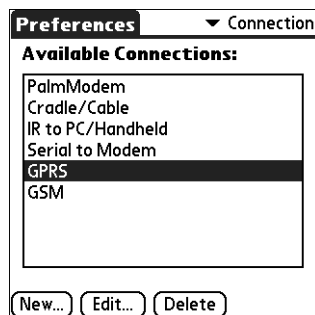 Preferences ▼ Connection
Available Connections:
PalmModem
Cradle/Cable
IR to PC/Handheld
Serial to Modem
GPRS
GSM
New... Edit... Delete